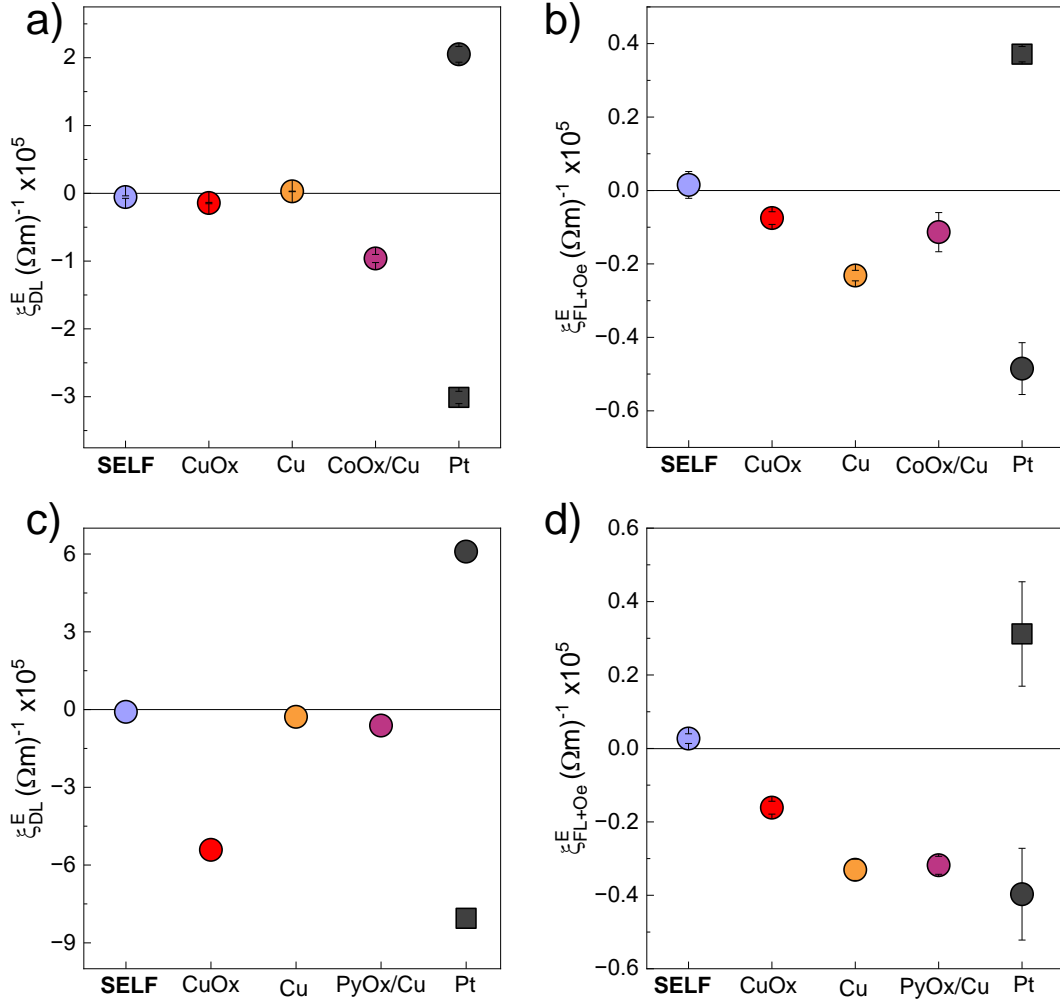 a)
2
1
0
−1
−2
−3
ξ^E_DL (Ωm)^-1 x10^5
SELF CuOx Cu CoOx/Cu Pt
b)
0.4
0.2
0.0
−0.2
−0.4
−0.6
ξ^E_FL+Oe (Ωm)^-1 x10^5
SELF CuOx Cu CoOx/Cu Pt
c)
6
3
0
−3
−6
−9
ξ^E_DL (Ωm)^-1 x10^5
SELF CuOx Cu PyOx/Cu Pt
d)
0.6
0.4
0.2
0.0
−0.2
−0.4
−0.6
ξ^E_FL+Oe (Ωm)^-1 x10^5
SELF CuOx Cu PyOx/Cu Pt